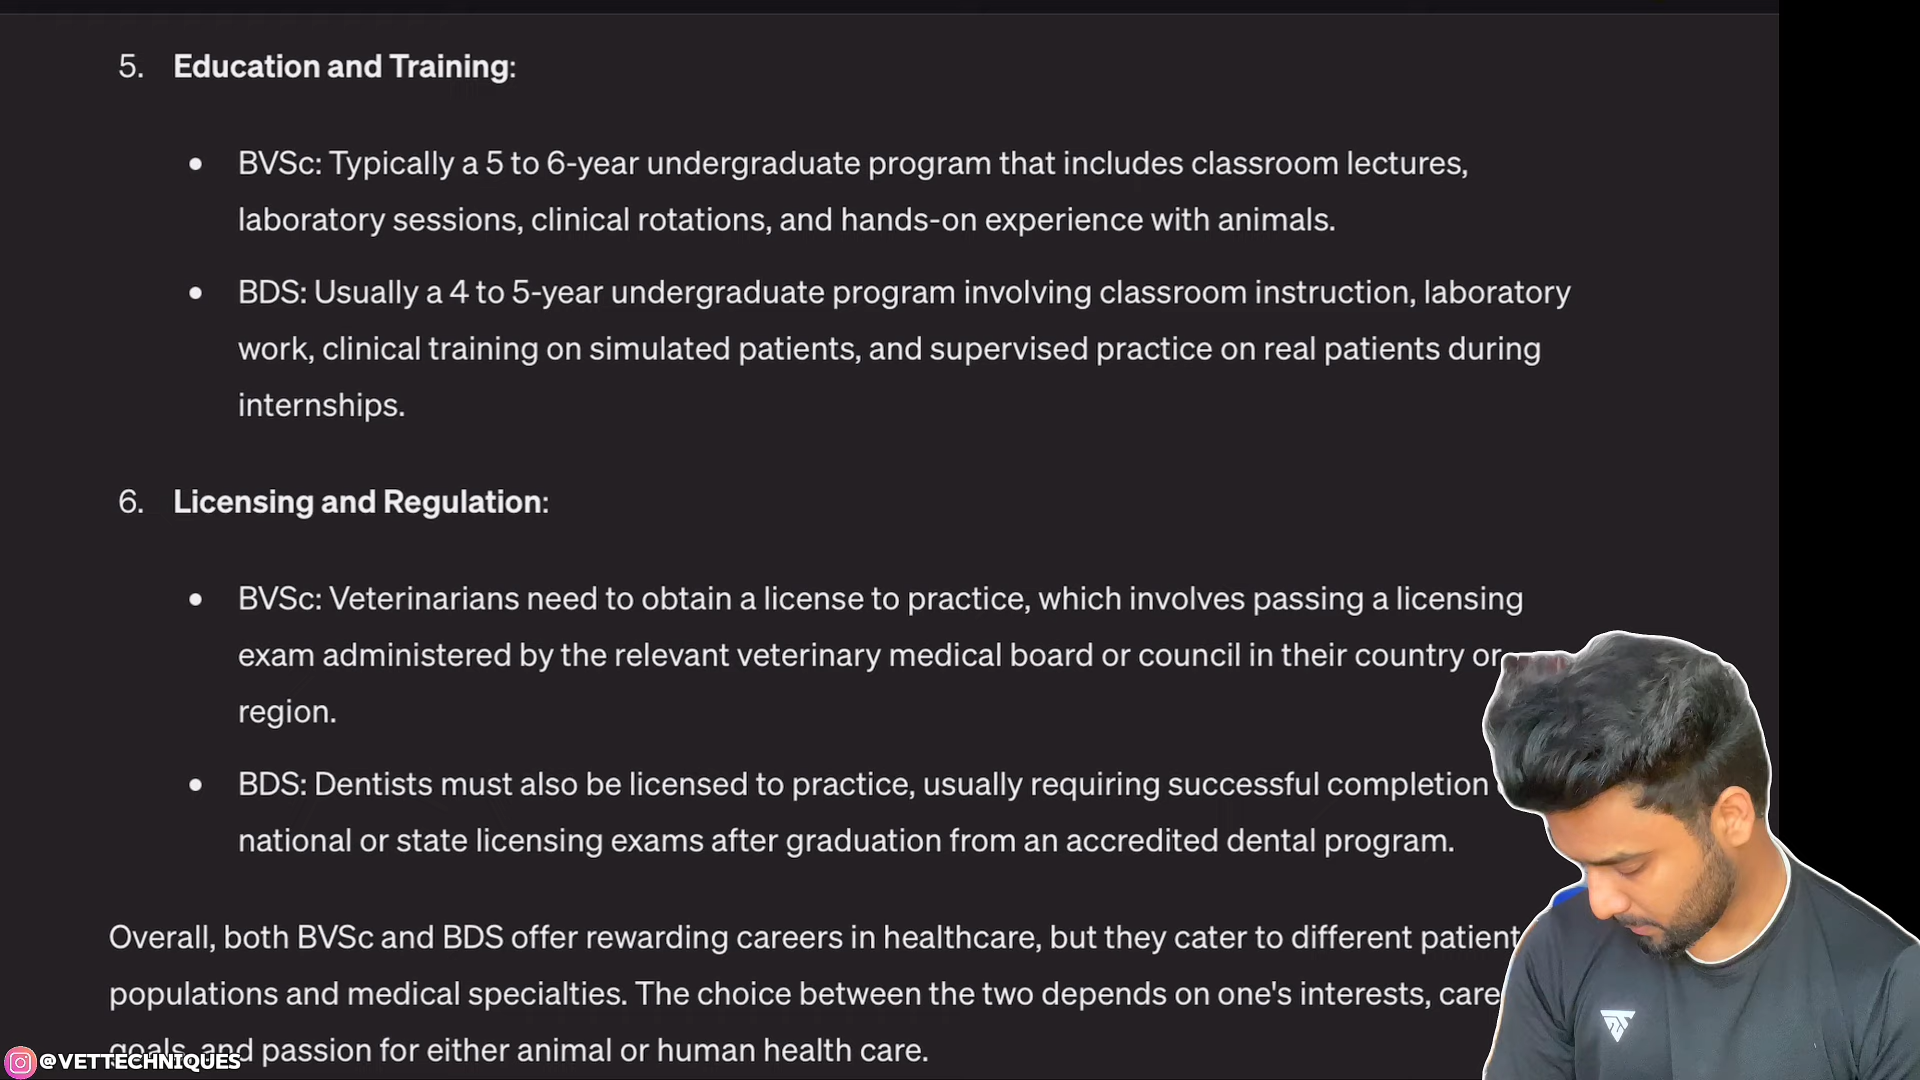 5. Education and Training:
• BVSc: Typically a 5 to 6-year undergraduate program that includes classroom lectures,
laboratory sessions, clinical rotations, and hands-on experience with animals.
• BDS: Usually a 4 to 5-year undergraduate program involving classroom instruction, laboratory
work, clinical training on simulated patients, and supervised practice on real patients during
internships.
6. Licensing and Regulation:
• BVSc: Veterinarians need to obtain a license to practice, which involves passing a licensing
exam administered by the relevant veterinary medical board or council in their country or
region.
• BDS: Dentists must also be licensed to practice, usually requiring successful completion
national or state licensing exams after graduation from an accredited dental program.
Overall, both BVSc and BDS offer rewarding careers in healthcare, but they cater to different patient
populations and medical specialties. The choice between the two depends on one's interests,
goals, and passion for either animal or human health care.
@VETTECHNIQUES